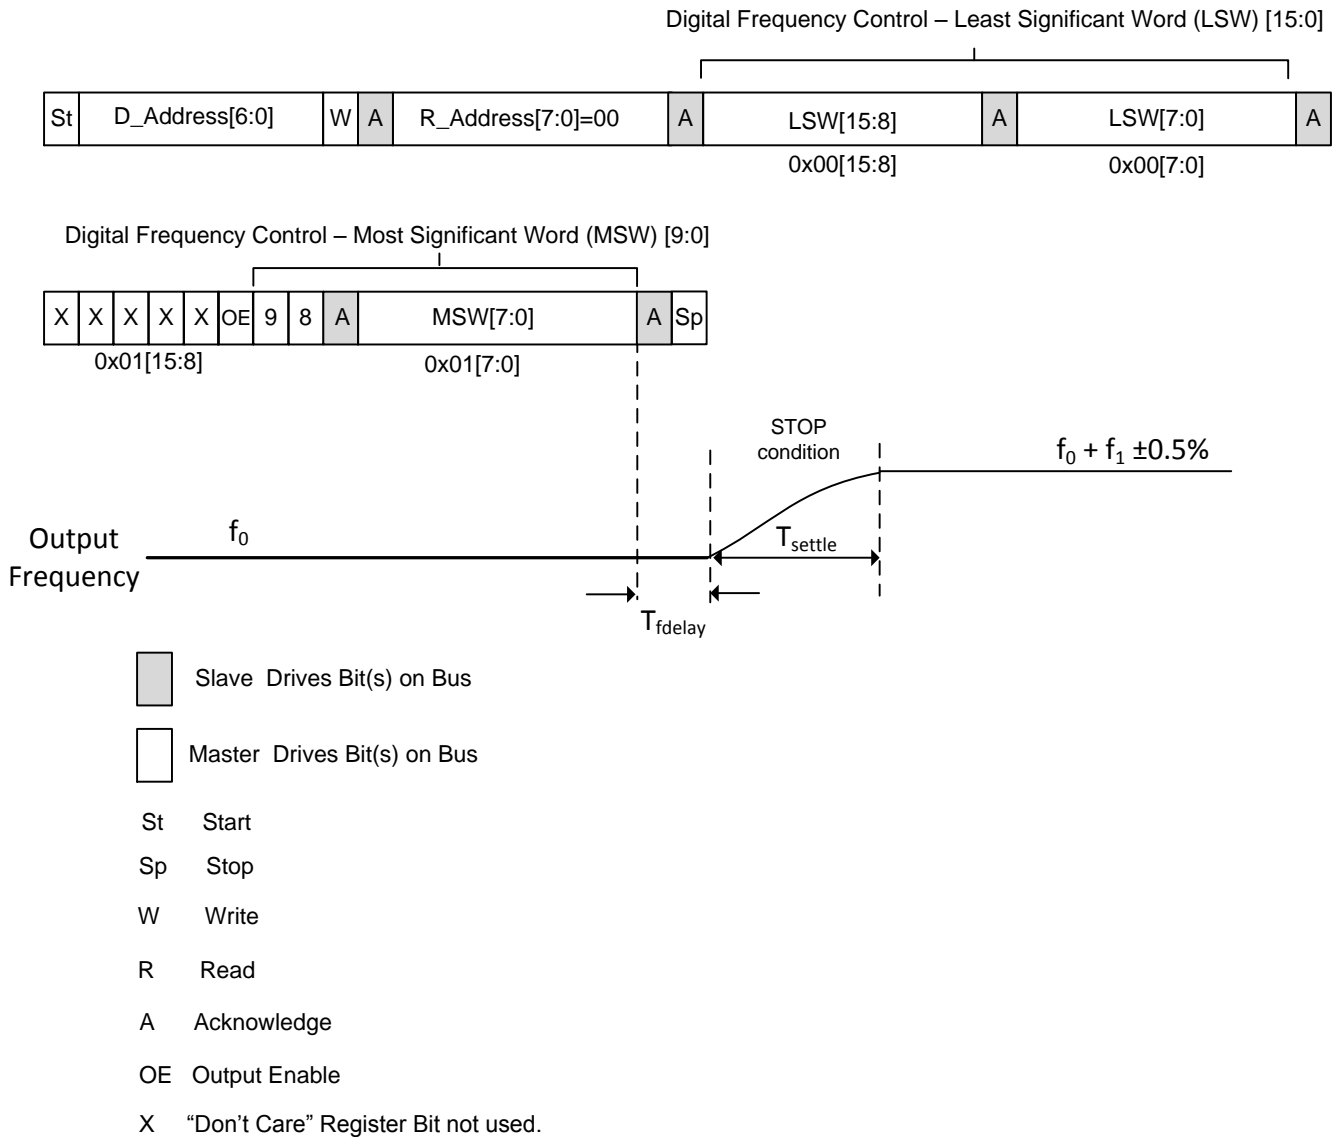 Digital Frequency Control – Least Significant Word (LSW) [15:0]
St D_Address[6:0] W A R_Address[7:0]=00 A LSW[15:8] A LSW[7:0] A
0x00[15:8] 0x00[7:0]
Digital Frequency Control – Most Significant Word (MSW) [9:0]
X X X X X OE 9 8 A MSW[7:0] A Sp
0x01[15:8] 0x01[7:0]
STOP
condition
f0 + f1 ±0.5%
f0
Output
Frequency
Tsettle
Tfdelay
Slave Drives Bit(s) on Bus
Master Drives Bit(s) on Bus
St Start
Sp Stop
W Write
R Read
A Acknowledge
OE Output Enable
X “Don’t Care” Register Bit not used.